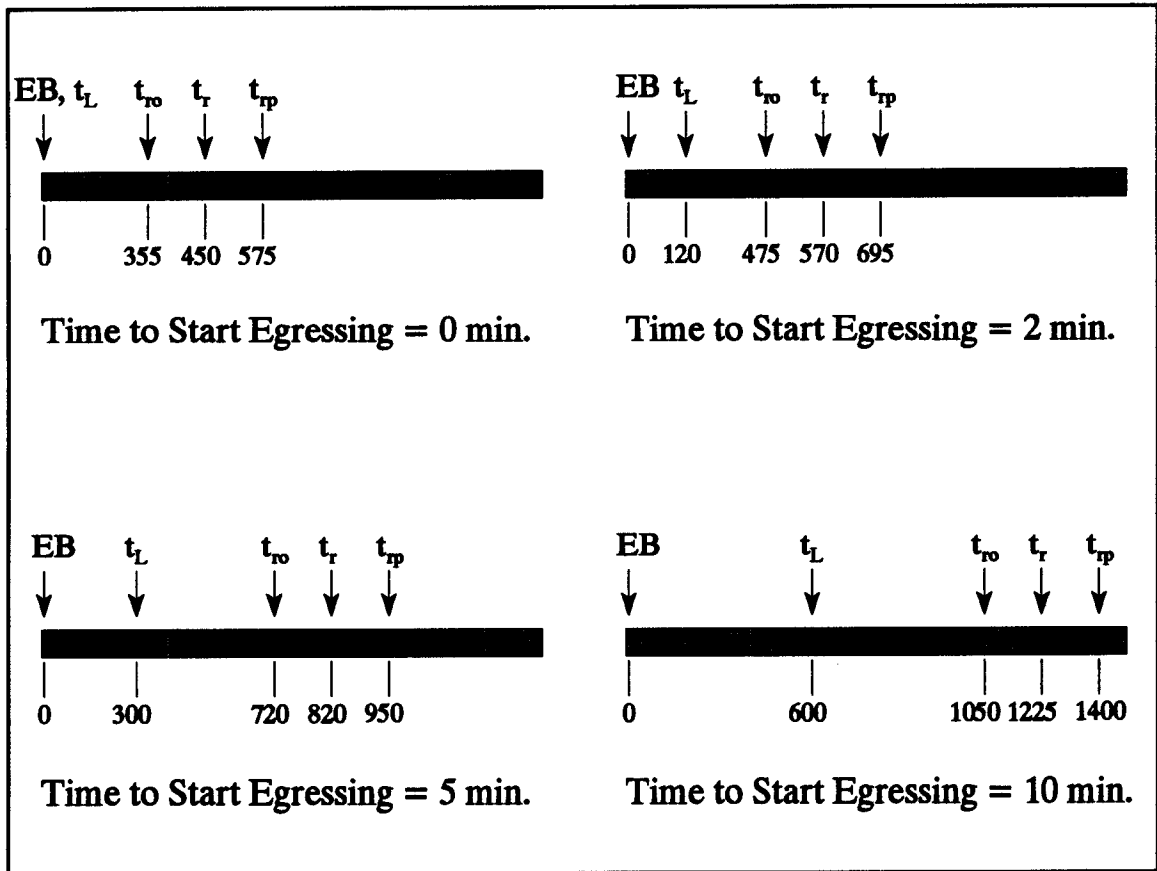 EB, t_L t_ro t_r t_rp
0 355 450 575
Time to Start Egressing = 0 min.
EB t_L t_ro t_r t_rp
0 120 475 570 695
Time to Start Egressing = 2 min.
EB t_L t_ro t_r t_rp
0 300 720 820 950
Time to Start Egressing = 5 min.
EB t_L t_ro t_r t_rp
0 600 1050 1225 1400
Time to Start Egressing = 10 min.